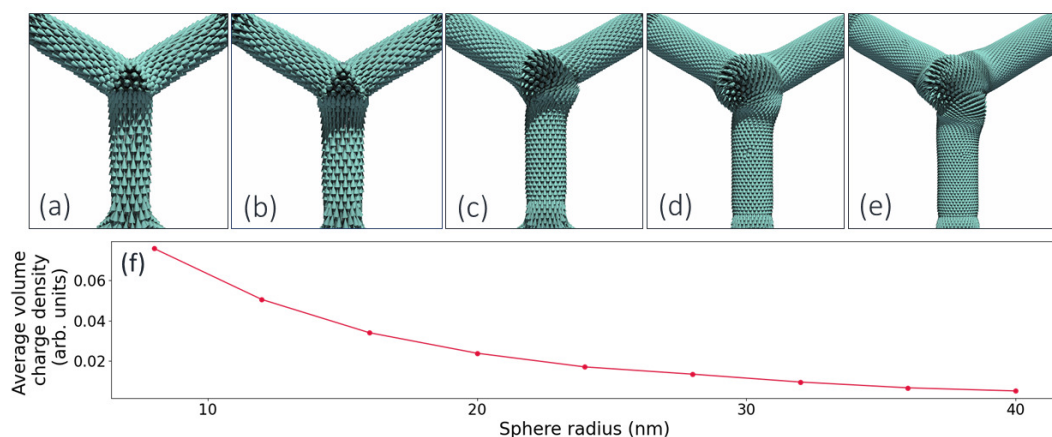 (a)
(b)
(c)
(d)
(e)
(f)
Average volume
charge density
(arb. units)
0.06
0.04
0.02
10
20
30
40
Sphere radius (nm)